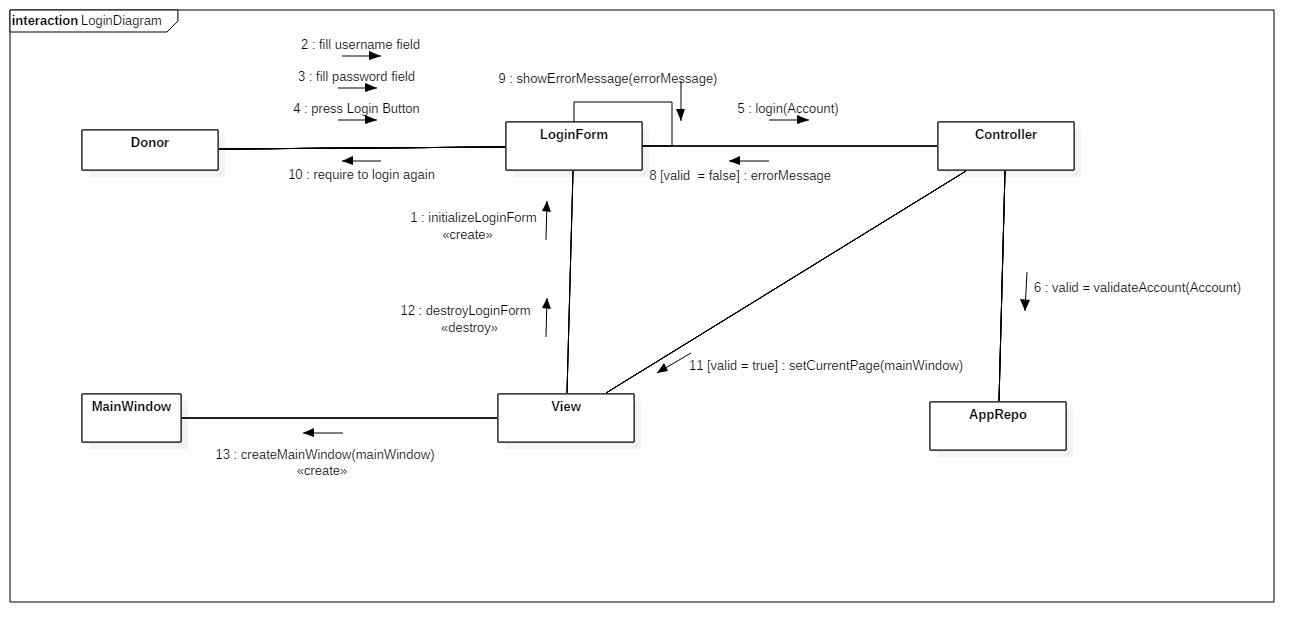 interaction LoginDiagram
2 : fill username field
3 : fill password field
9 : showErrorMessage(errorMessage)
4 : press Login Button
5 : login(Account)
Donor
LoginForm
Controller
10 : require to login again
8 [valid  = false] : errorMessage
1 : initializeLoginForm
«create»
6 : valid = validateAccount(Account)
12 : destroyLoginForm
«destroy»
11 [valid = true] : setCurrentPage(mainWindow)
MainWindow
View
AppRepo
13 : createMainWindow(mainWindow)
«create»